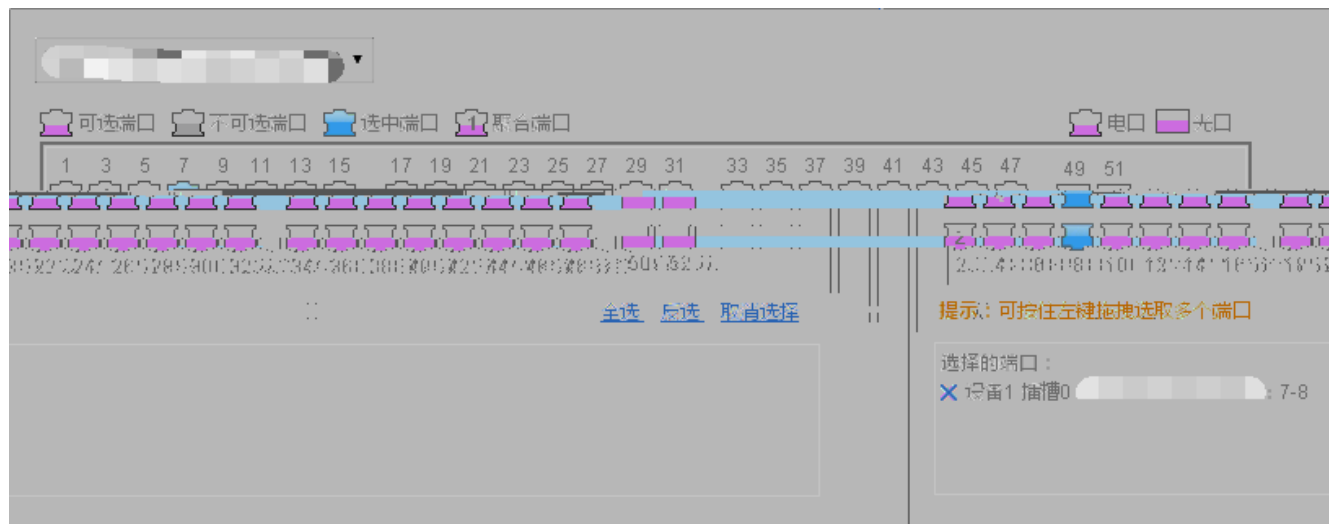 可选端口 不可选端口 选中端口 1 聚合端口 电口 光口
1 3 5 7 9 11 13 15 17 19 21 23 25 27 29 31 33 35 37 39 41 43 45 47 49 51
全选 反选 取消选择 提示：可按住左键拖拽选取多个端口
选择的端口：
设备1 插槽0 : 7-8